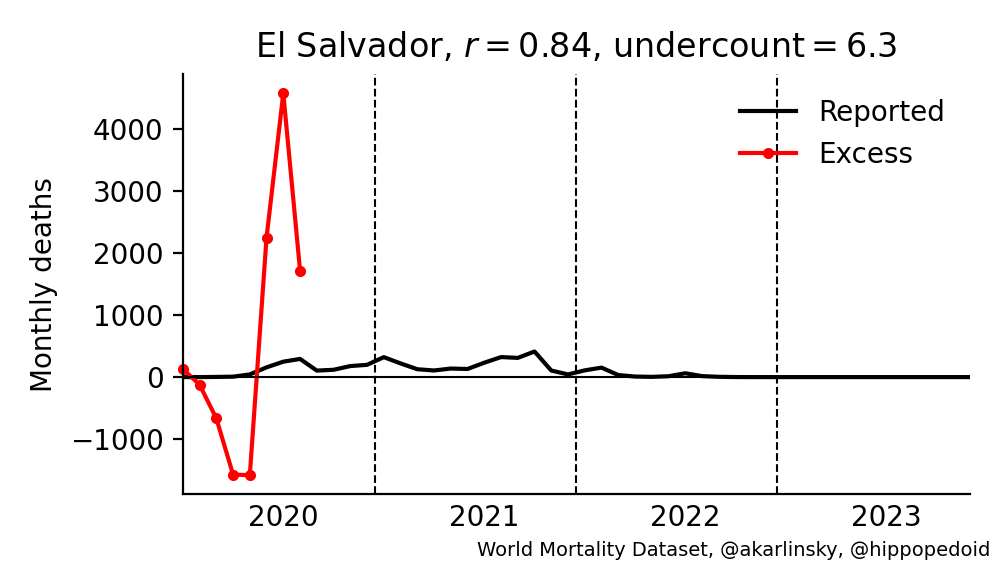 El Salvador, r = 0.84, undercount = 6.3
Reported
Excess
Monthly deaths
4000
3000
2000
1000
0
−1000
2020 2021 2022 2023
World Mortality Dataset, @akarlinsky, @hippopedoid